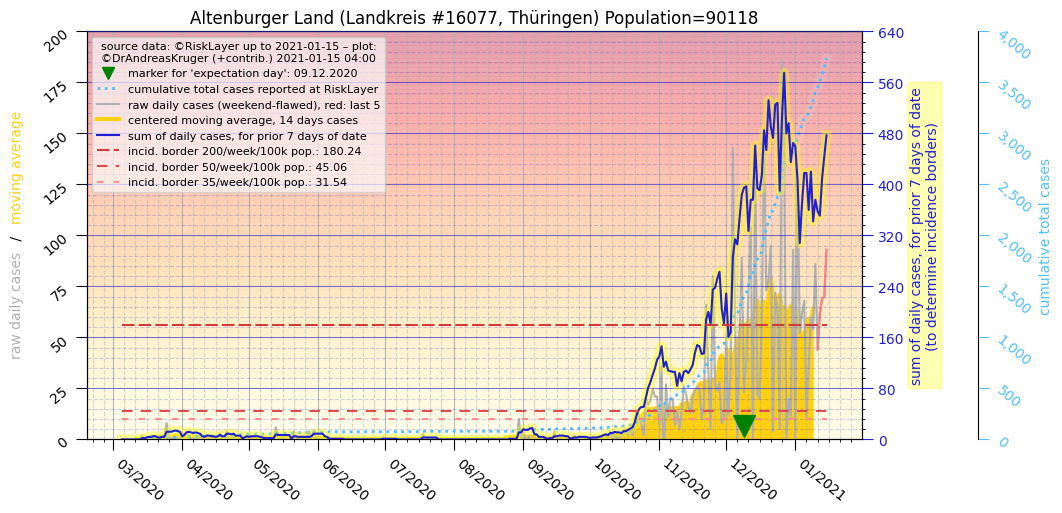 Altenburger Land (Landkreis #16077, Thüringen) Population=90118
source data: ©RiskLayer up to 2021-01-15 – plot:
©DrAndreasKruger (+contrib.) 2021-01-15 04:00
marker for 'expectation day': 09.12.2020
cumulative total cases reported at RiskLayer
raw daily cases (weekend-flawed), red: last 5
centered moving average, 14 days cases
sum of daily cases, for prior 7 days of date
incid. border 200/week/100k pop.: 180.24
incid. border 50/week/100k pop.: 45.06
incid. border 35/week/100k pop.: 31.54
raw daily cases / moving average
200
175
150
125
100
75
50
25
0
03/2020
04/2020
05/2020
06/2020
07/2020
08/2020
09/2020
10/2020
11/2020
12/2020
01/2021
640
560
480
400
320
240
160
80
0
sum of daily cases, for prior 7 days of date
(to determine incidence borders)
4,000
3,500
3,000
2,500
2,000
1,500
1,000
500
0
cumulative total cases